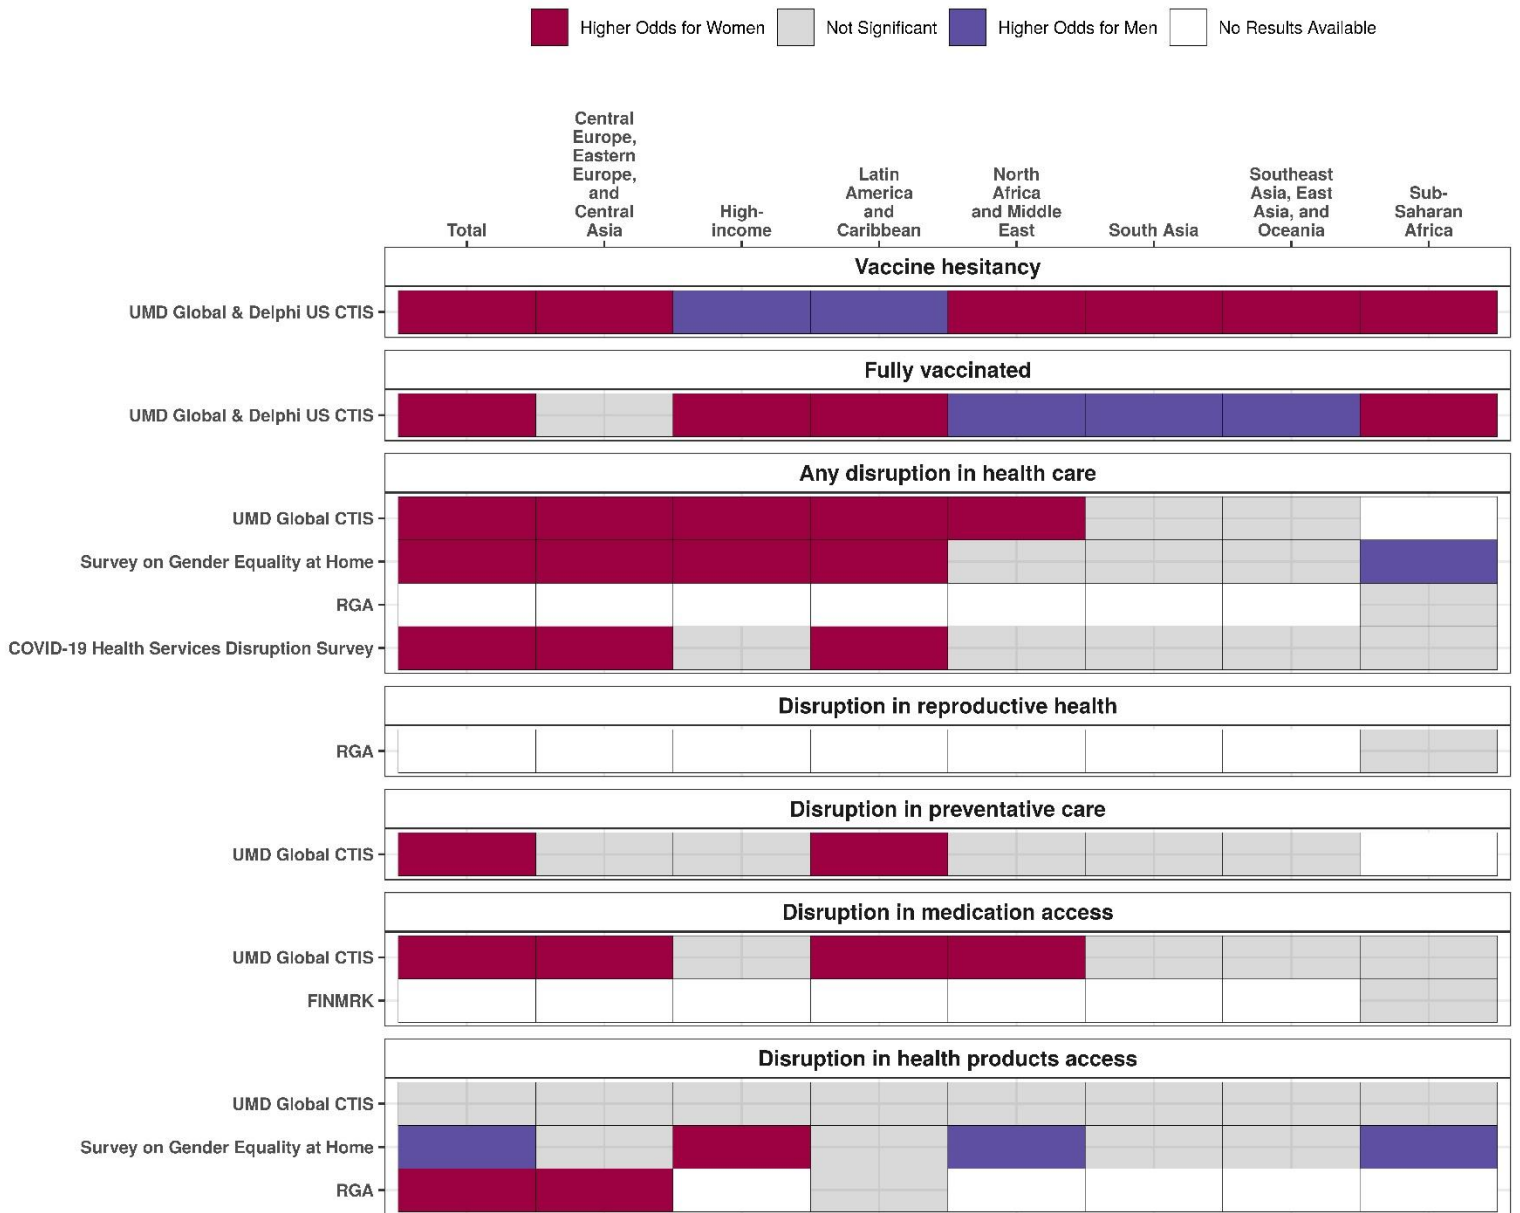 Higher Odds for Women
Not Significant
Higher Odds for Men
No Results Available
Total
Central
Europe,
Eastern
Europe,
and
Central
Asia
High-
income
Latin
America
and
Caribbean
North
Africa
and Middle
East
South Asia
Southeast
Asia, East
Asia, and
Oceania
Sub-
Saharan
Africa
Vaccine hesitancy
UMD Global & Delphi US CTIS
Fully vaccinated
UMD Global & Delphi US CTIS
Any disruption in health care
UMD Global CTIS
Survey on Gender Equality at Home
RGA
COVID-19 Health Services Disruption Survey
Disruption in reproductive health
RGA
Disruption in preventative care
UMD Global CTIS
Disruption in medication access
UMD Global CTIS
FINMRK
Disruption in health products access
UMD Global CTIS
Survey on Gender Equality at Home
RGA